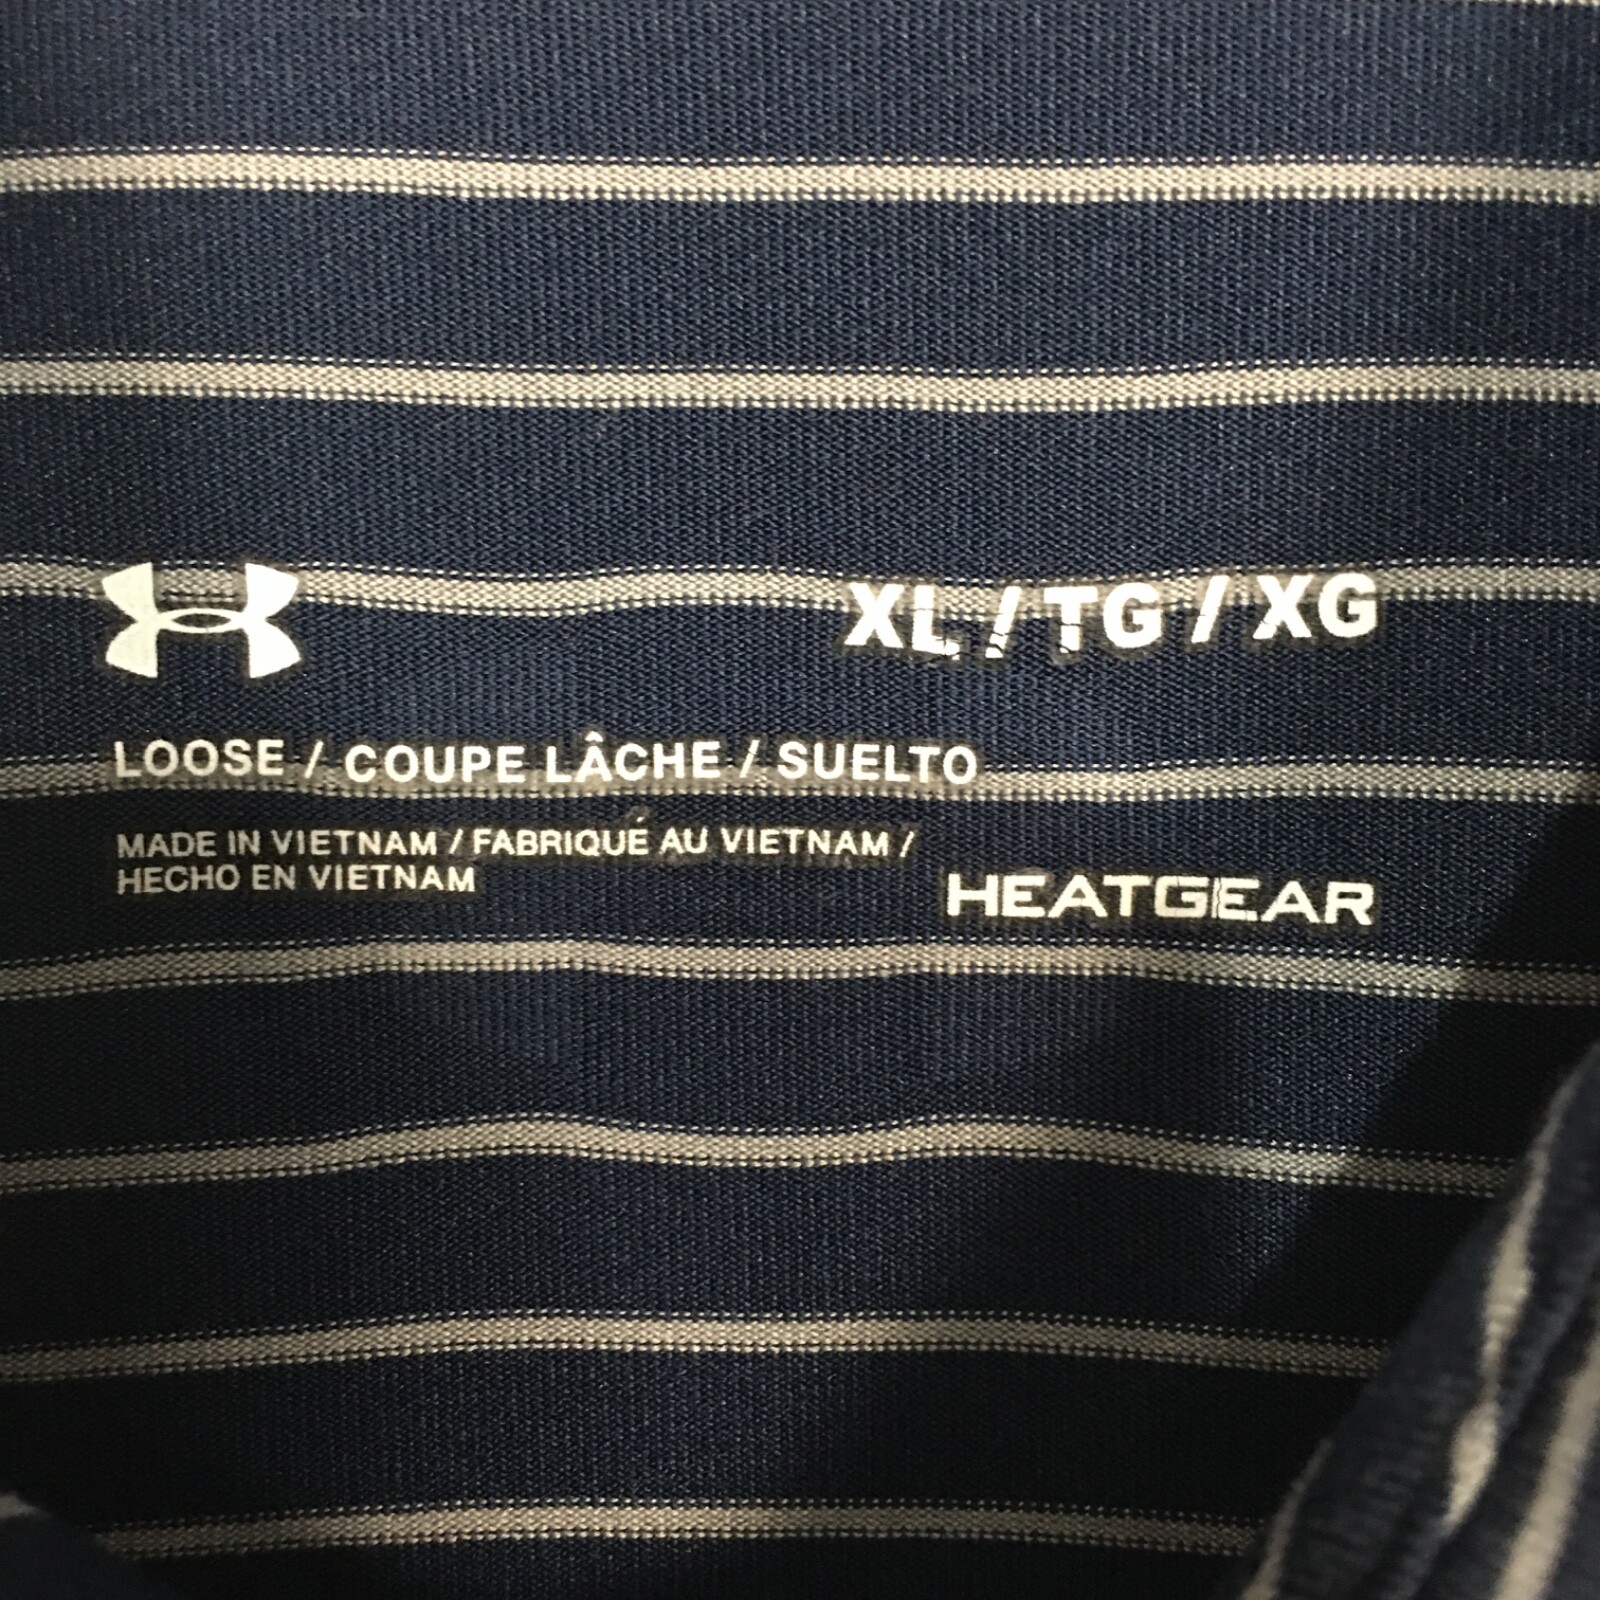 XL / TG / XG
LOOSE / COUPE LÂCHE / SUELTO
MADE IN VIETNAM / FABRIQUÉ AU VIETNAM /
HECHO EN VIETNAM
HEATGEAR